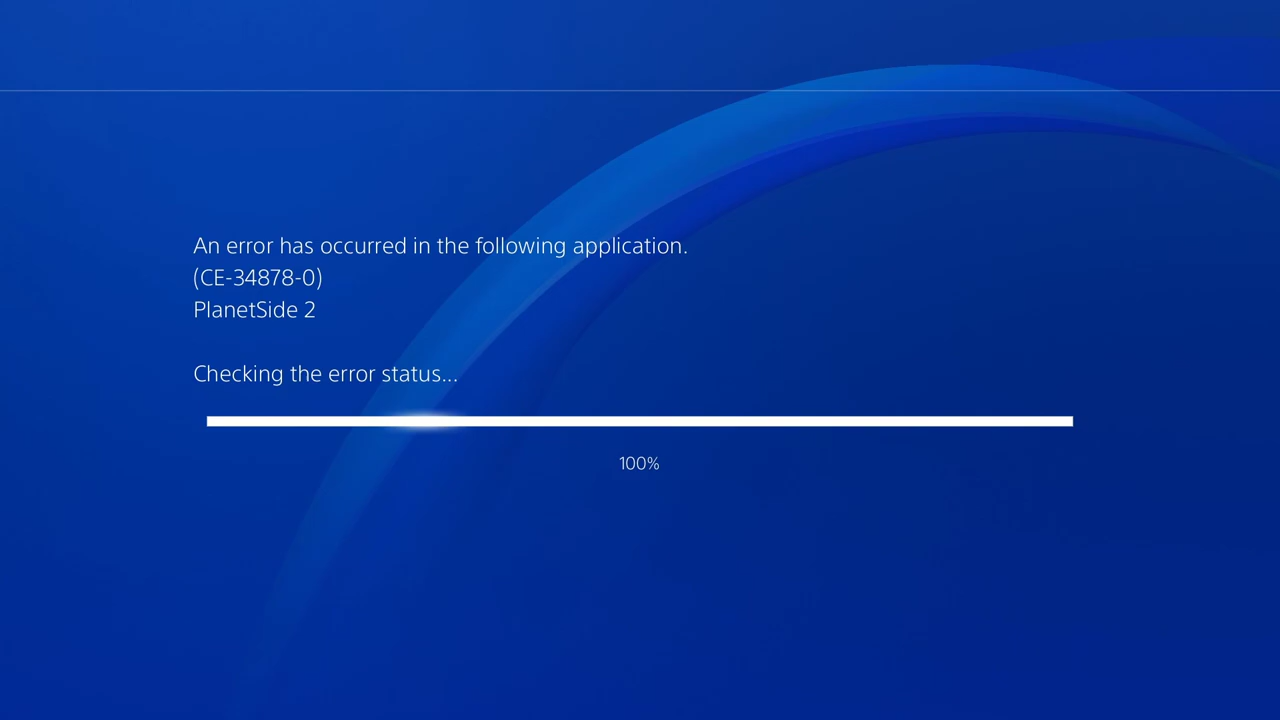 An error has occurred in the following application.
(CE-34878-0)
PlanetSide 2
Checking the error status...
100%